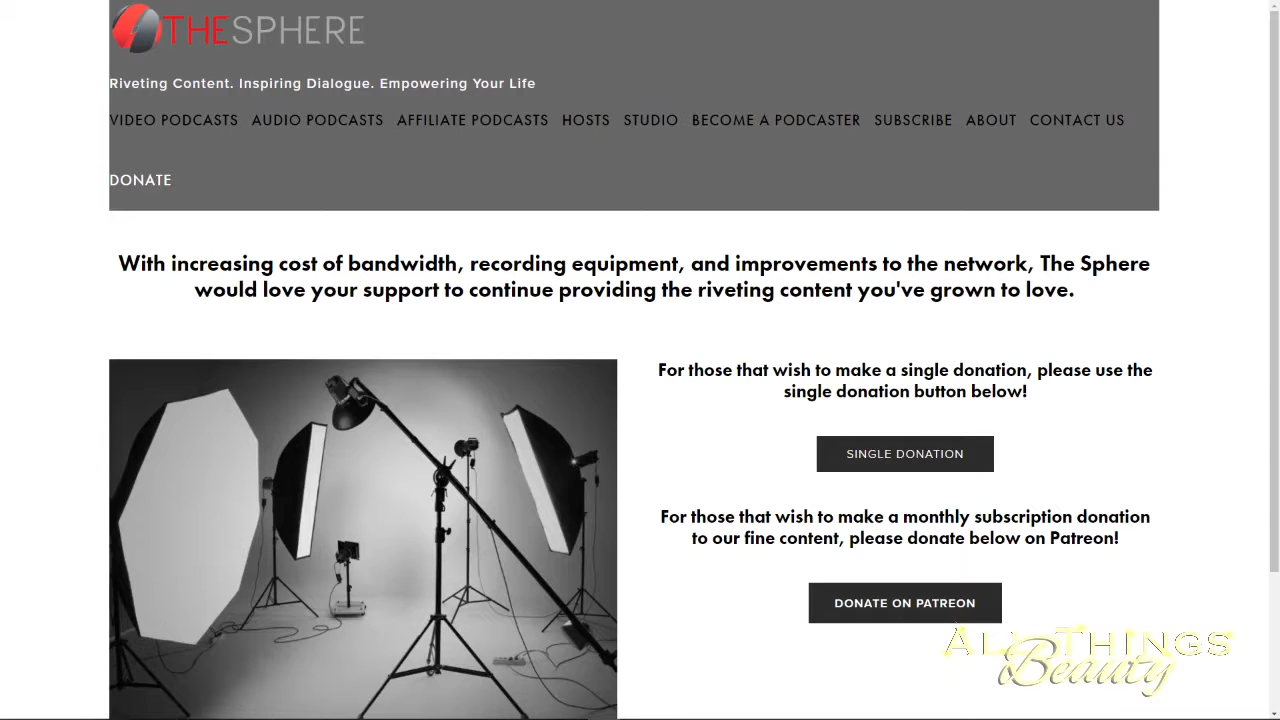 THESPHERE
Riveting Content. Inspiring Dialogue. Empowering Your Life
VIDEO PODCASTS AUDIO PODCASTS AFFILIATE PODCASTS HOSTS STUDIO BECOME A PODCASTER SUBSCRIBE ABOUT CONTACT US
DONATE
With increasing cost of bandwidth, recording equipment, and improvements to the network, The Sphere
would love your support to continue providing the riveting content you've grown to love.
For those that wish to make a single donation, please use the
single donation button below!
SINGLE DONATION
For those that wish to make a monthly subscription donation
to our fine content, please donate below on Patreon!
DONATE ON PATREON
ALL THINGS
Beauty